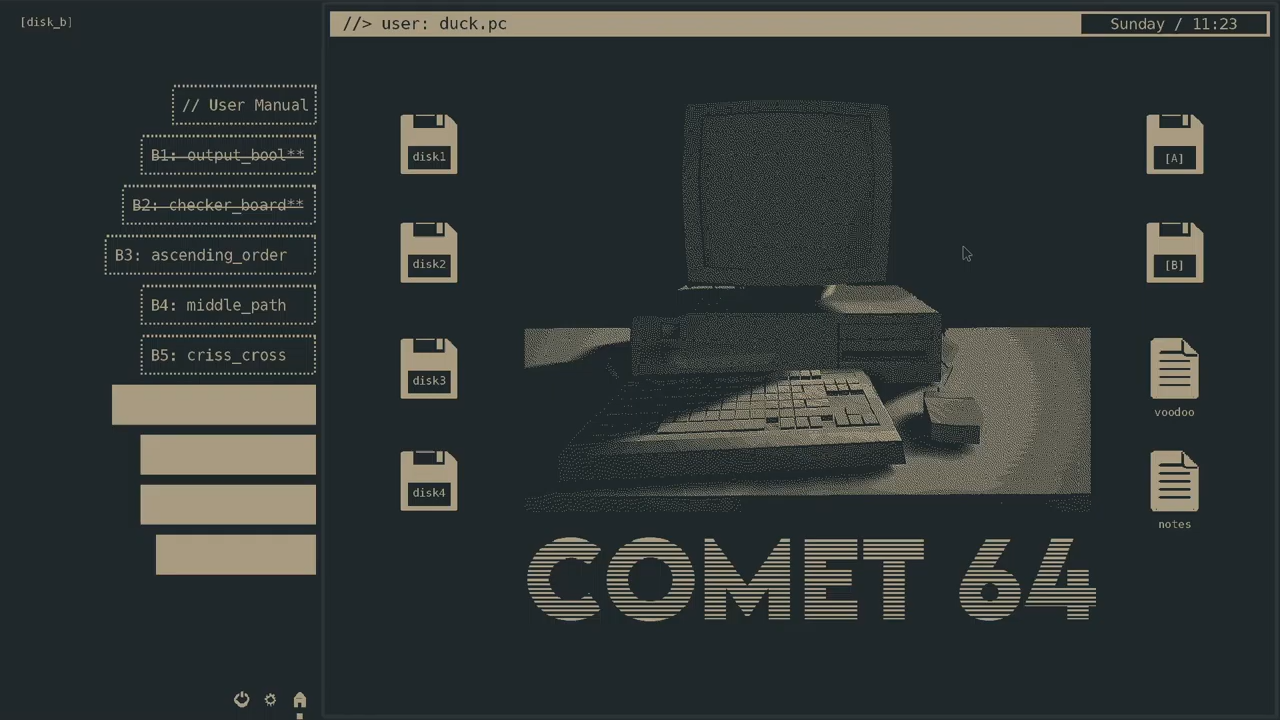 [disk_b]
//> user: duck.pc
Sunday / 11:23
// User Manual
B1: output_bool**
B2: checker_board**
B3: ascending_order
B4: middle_path
B5: criss_cross
disk1
disk2
disk3
disk4
[A]
[B]
voodoo
notes
COMET 64